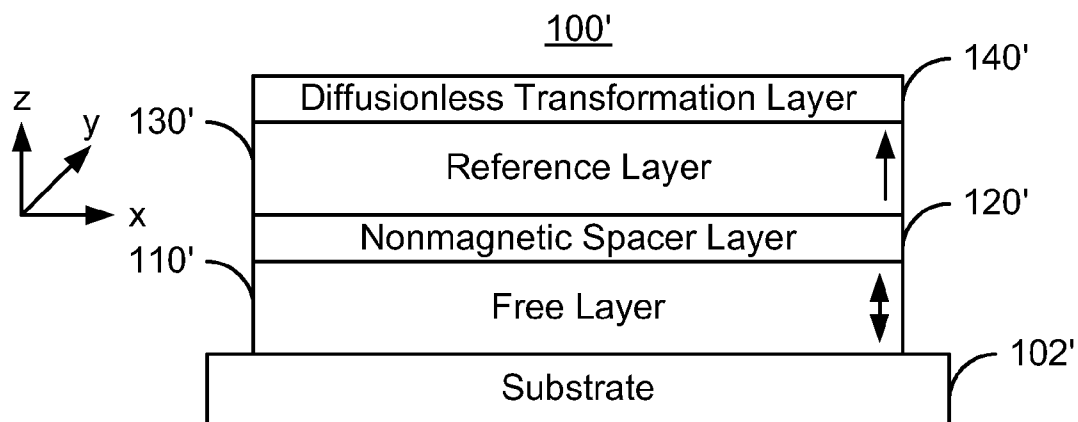 100'
140'
Diffusionless Transformation Layer
z
y
x
130'
Reference Layer
120'
Nonmagnetic Spacer Layer
110'
Free Layer
102'
Substrate